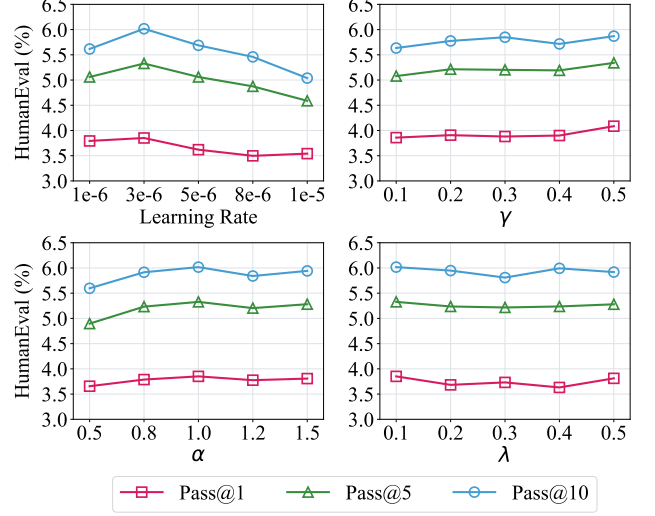 6.5
6.0
5.5
5.0
4.5
4.0
3.5
3.0
HumanEval (%)
1e-6 3e-6 5e-6 8e-6 1e-5
Learning Rate
6.5
6.0
5.5
5.0
4.5
4.0
3.5
3.0
0.1 0.2 0.3 0.4 0.5
γ
6.5
6.0
5.5
5.0
4.5
4.0
3.5
3.0
HumanEval (%)
0.5 0.8 1.0 1.2 1.5
α
6.5
6.0
5.5
5.0
4.5
4.0
3.5
3.0
0.1 0.2 0.3 0.4 0.5
λ
Pass@1 Pass@5 Pass@10